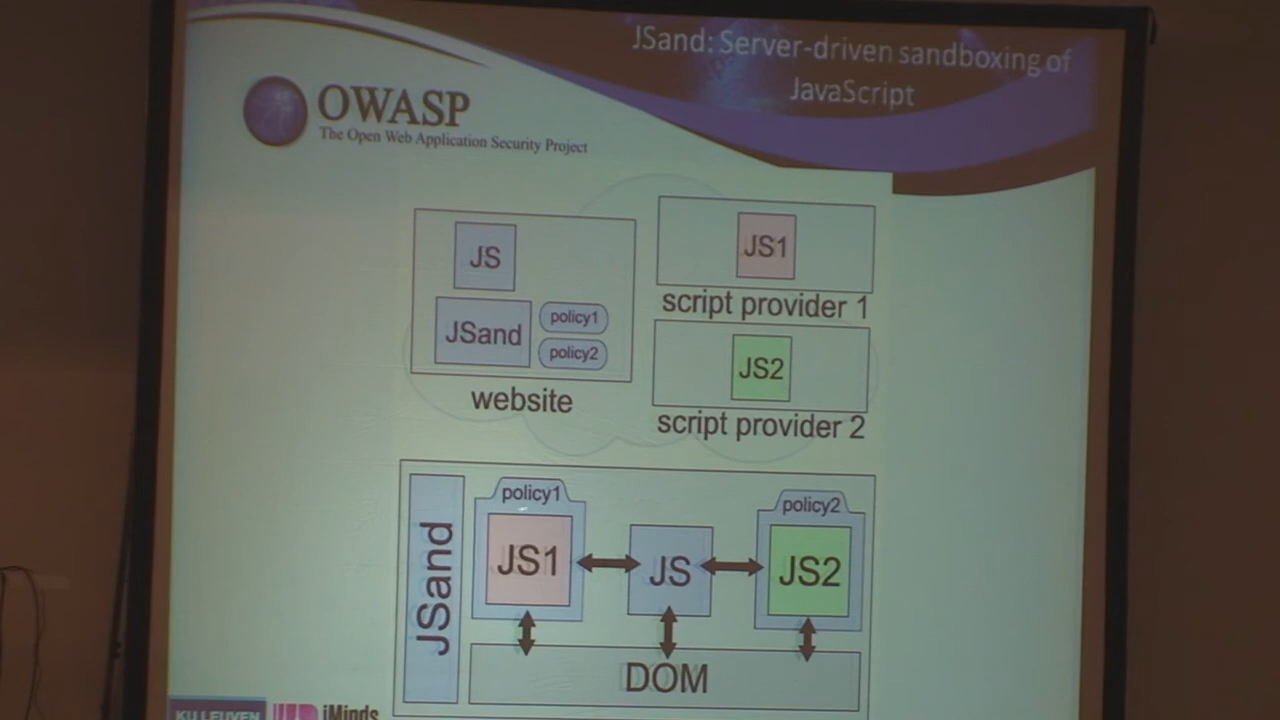 JSand: Server-driven sandboxing of
JavaScript
OWASP
The Open Web Application Security Project
JS
JSand
policy1
policy2
website
JS1
script provider 1
JS2
script provider 2
JSand
policy1
JS1
JS
policy2
JS2
DOM
KU LEUVEN
iMinds